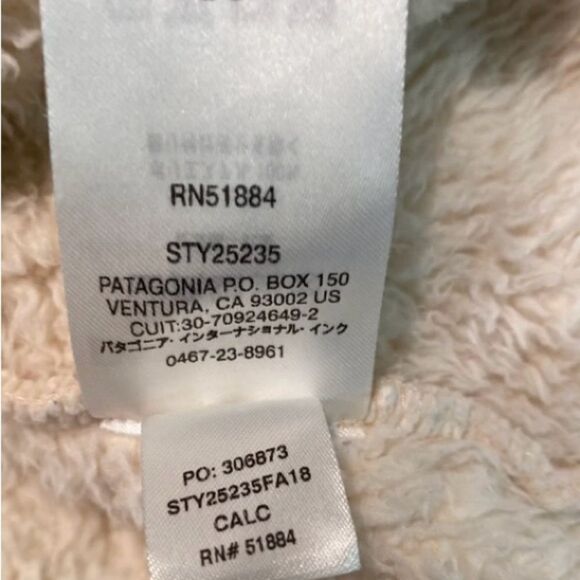 RN51884
STY25235
PATAGONIA P.O. BOX 150
VENTURA, CA 93002 US
CUIT:30-70924649-2
パタゴニア・インターナショナル・インク
0467-23-8961
PO: 306873
STY25235FA18
CALC
RN# 51884